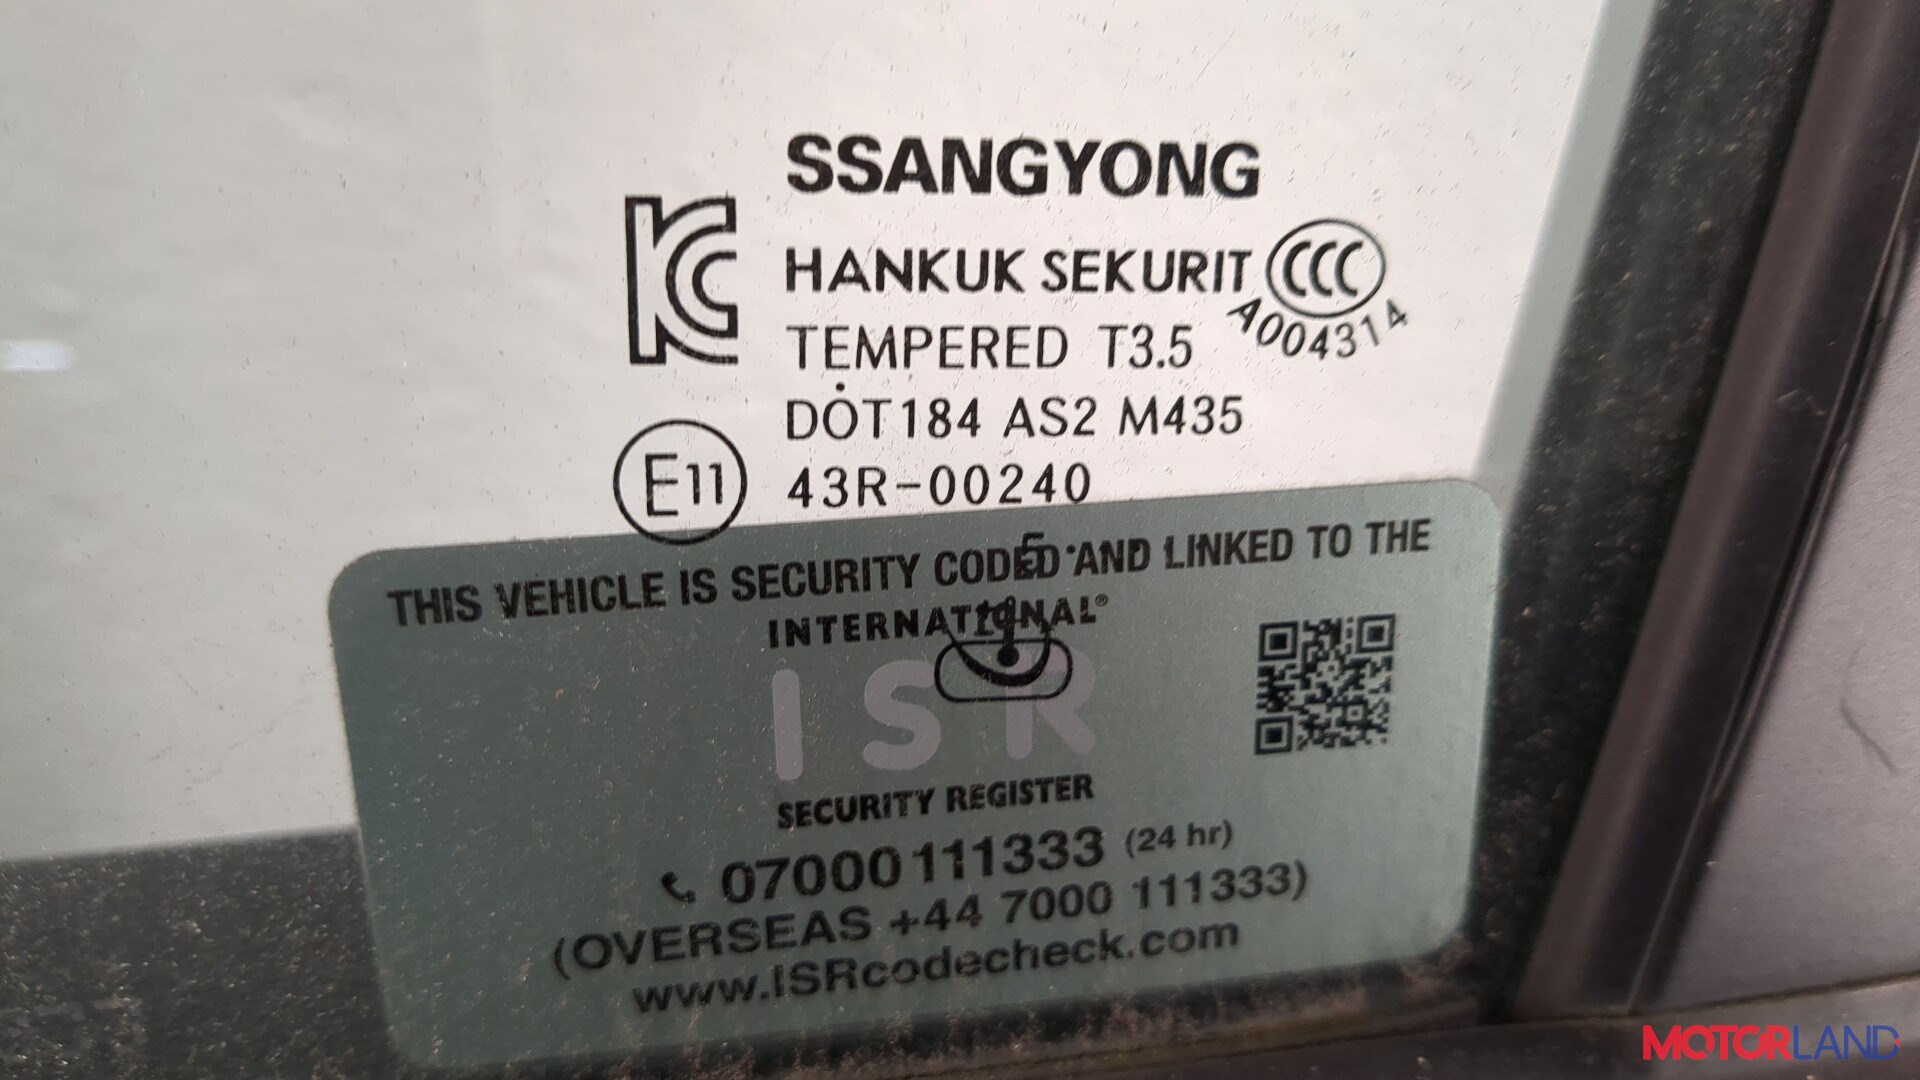 SSANGYONG
HANKUK SEKURIT CCC
A004314
TEMPERED T3.5
DOT184 AS2 M435
E11 43R-00240
THIS VEHICLE IS SECURITY CODED AND LINKED TO THE
INTERNATIONAL®
ISR
SECURITY REGISTER
07000 111333 (24 hr)
(OVERSEAS +44 7000 111333)
www.ISRcodecheck.com
MOTORLAND